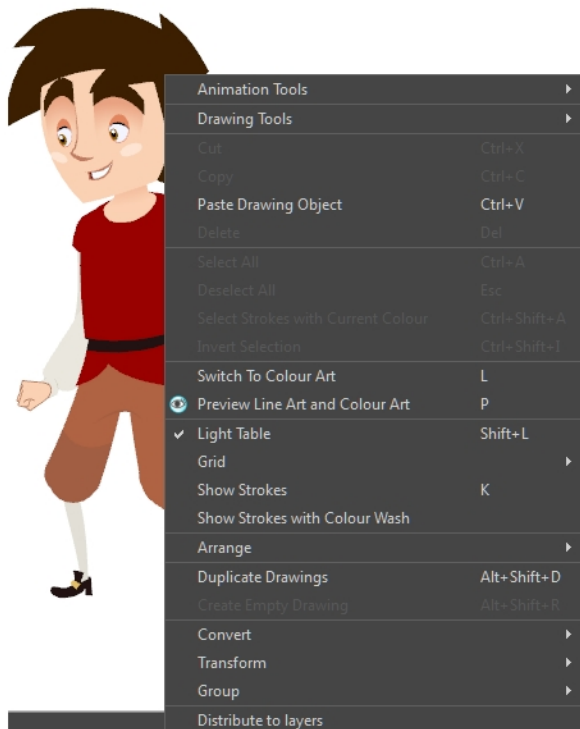 Animation Tools
Drawing Tools
Cut Ctrl+X
Copy Ctrl+C
Paste Drawing Object Ctrl+V
Delete Del
Select All Ctrl+A
Deselect All Esc
Select Strokes with Current Colour Ctrl+Shift+A
Invert Selection Ctrl+Shift+I
Switch To Colour Art L
Preview Line Art and Colour Art P
Light Table Shift+L
Grid
Show Strokes K
Show Strokes with Colour Wash
Arrange
Duplicate Drawings Alt+Shift+D
Create Empty Drawing Alt+Shift+R
Convert
Transform
Group
Distribute to layers